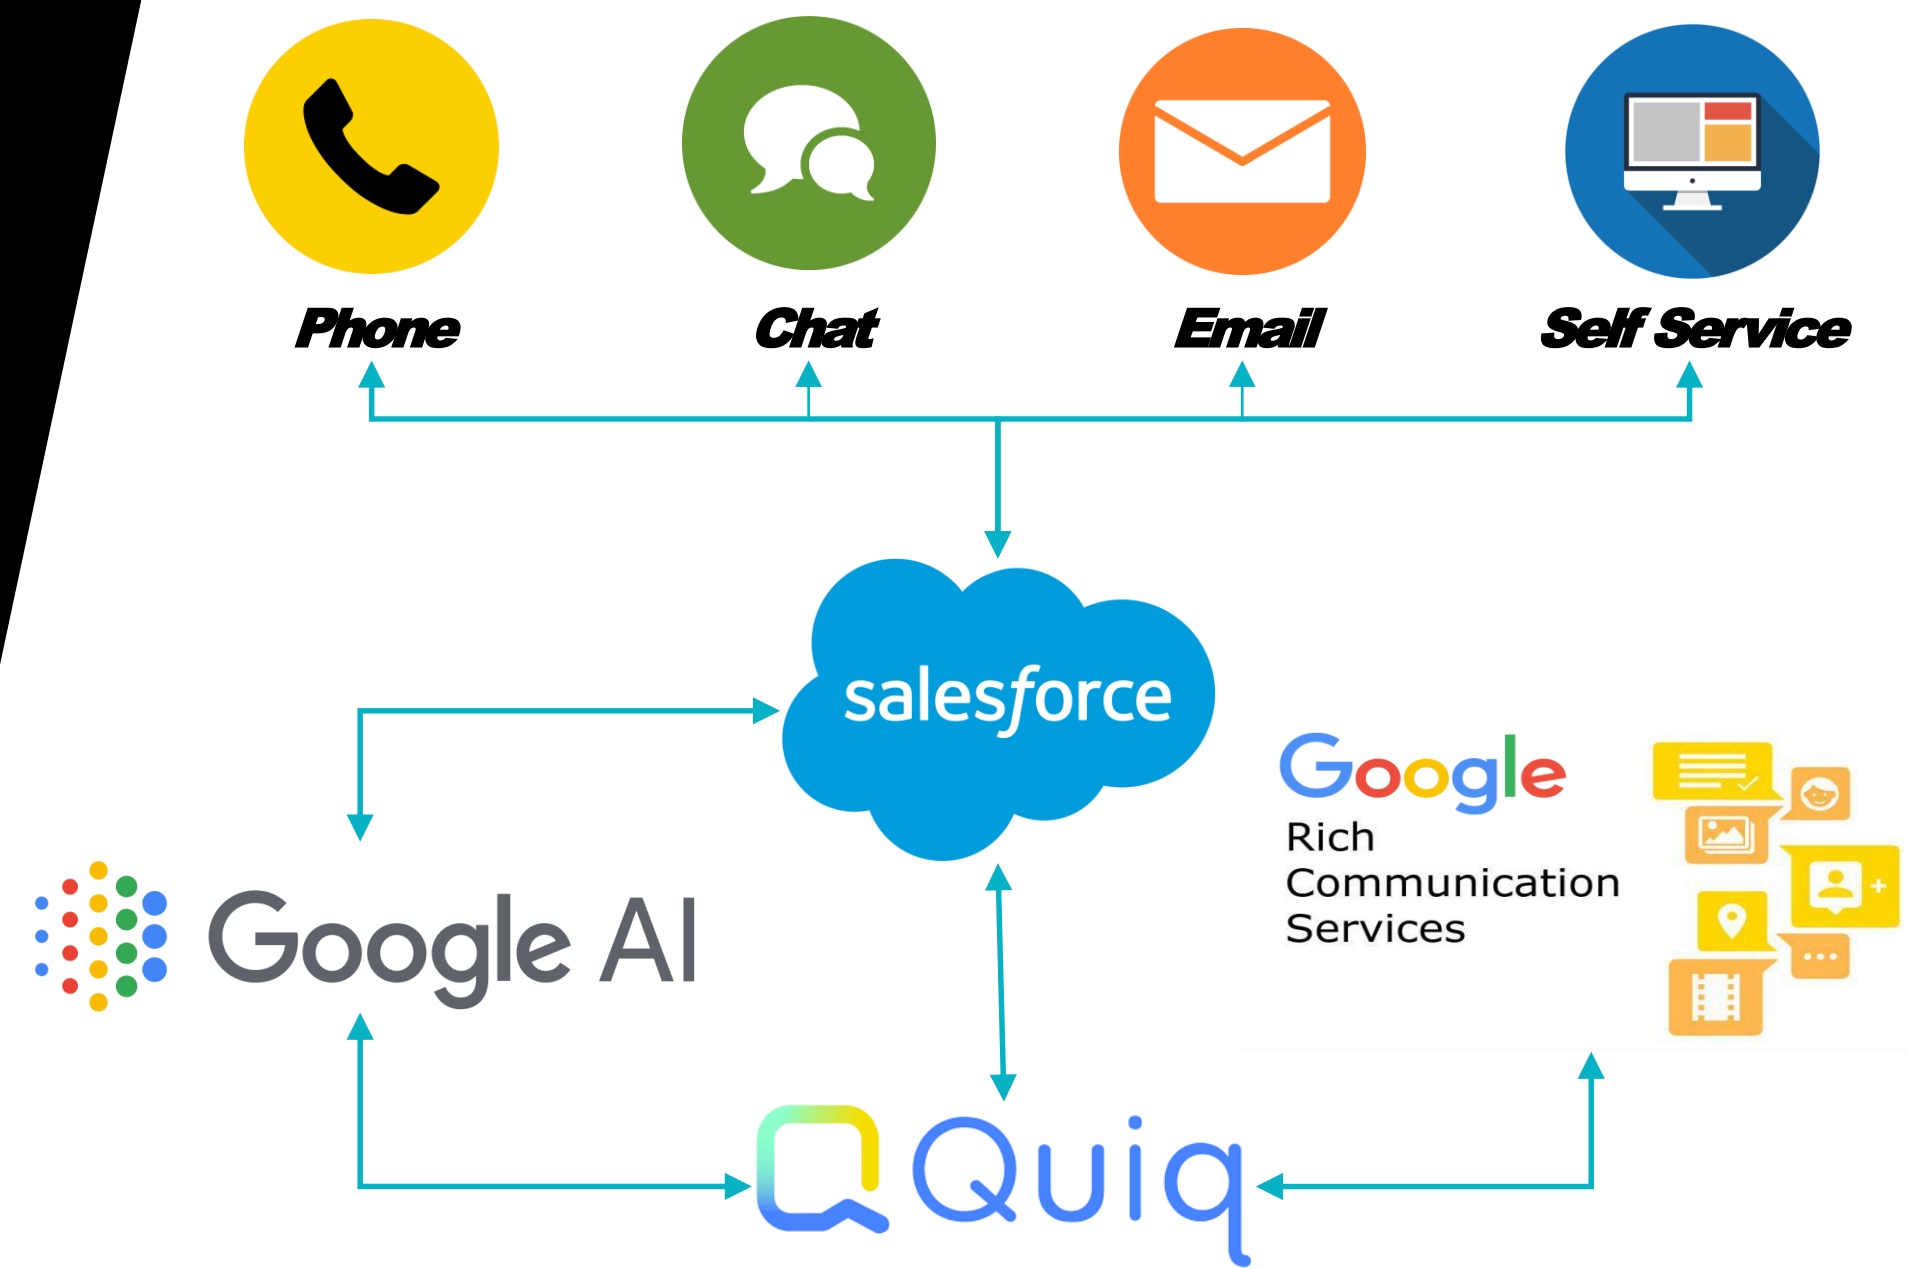 Phone
Chat
Email
Self Service
salesforce
Google
Rich
Communication
Services
Google AI
Quiq